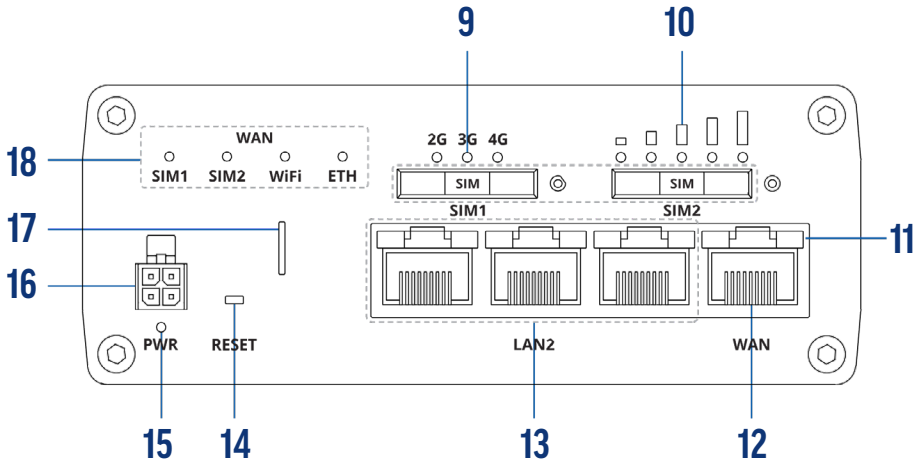 9 10
WAN
2G 3G 4G
18
SIM1 SIM2 WiFi ETH
SIM SIM
SIM1 SIM2
17
11
16
PWR RESET LAN2 WAN
15 14 13 12